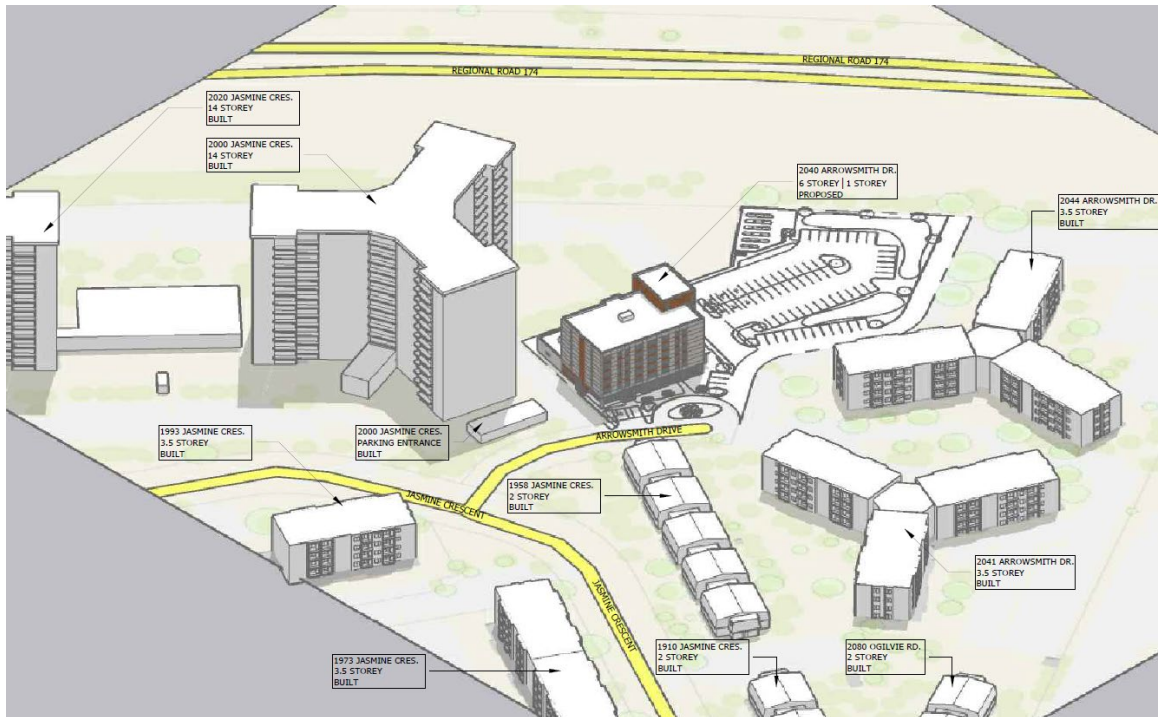 REGIONAL ROAD 174
REGIONAL ROAD 174
2020 JASMINE CRES.
14 STOREY
BUILT
2000 JASMINE CRES.
14 STOREY
BUILT
2040 ARROWSMITH DR.
6 STOREY | 1 STOREY
PROPOSED
2044 ARROWSMITH DR.
3.5 STOREY
BUILT
1993 JASMINE CRES.
3.5 STOREY
BUILT
2000 JASMINE CRES.
PARKING ENTRANCE
BUILT
ARROWSMITH DRIVE
JASMINE CRESCENT
1958 JASMINE CRES.
2 STOREY
BUILT
JASMINE CRESCENT
2041 ARROWSMITH DR.
3.5 STOREY
BUILT
1973 JASMINE CRES.
3.5 STOREY
BUILT
1910 JASMINE CRES.
2 STOREY
BUILT
2080 OGILVIE RD.
2 STOREY
BUILT